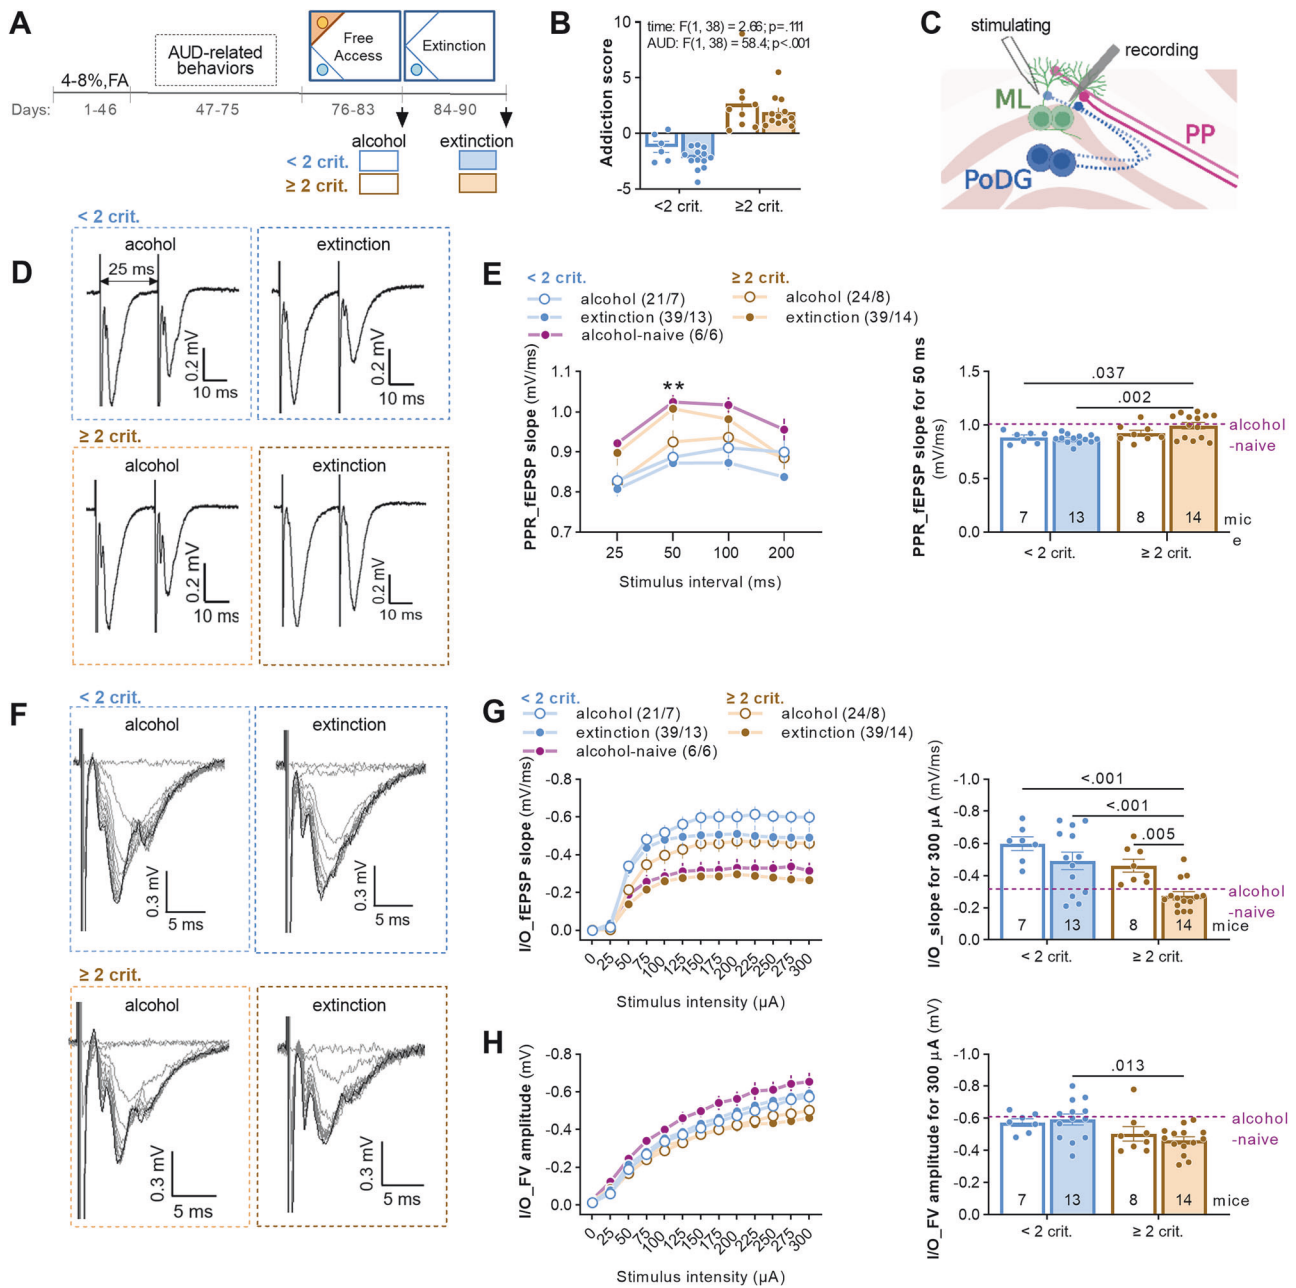 A
4-8%,FA
AUD-related
behaviors
Free
Access
Extinction
Days:
1-46
47-75
76-83
84-90
alcohol
extinction
< 2 crit.
≥ 2 crit.
B
time: F(1, 38) = 2.66; p=.111
AUD: F(1, 38) = 58.4; p<.001
Addiction score
10
5
0
-5
<2 crit.
≥2 crit.
C
stimulating
recording
ML
PP
PoDG
D
< 2 crit.
acohol
25 ms
0.2 mV
10 ms
extinction
0.2 mV
10 ms
≥ 2 crit.
alcohol
0.2 mV
10 ms
extinction
0.2 mV
10 ms
E
< 2 crit.
≥ 2 crit.
alcohol (21/7)
extinction (39/13)
alcohol-naive (6/6)
alcohol (24/8)
extinction (39/14)
PPR_fEPSP slope (mV/ms)
1.1
1.0
0.9
0.8
0.7
**
25
50
100
200
Stimulus interval (ms)
PPR_fEPSP slope for 50 ms
(mV/ms)
1.5
1.0
0.5
0.0
.037
.002
alcohol
-naive
7
13
8
14
mic
e
< 2 crit.
≥ 2 crit.
F
< 2 crit.
alcohol
0.3 mV
5 ms
extinction
0.3 mV
5 ms
≥ 2 crit.
alcohol
0.3 mV
5 ms
extinction
0.3 mV
5 ms
G
< 2 crit.
≥ 2 crit.
alcohol (21/7)
extinction (39/13)
alcohol-naive (6/6)
alcohol (24/8)
extinction (39/14)
I/O_fEPSP slope (mV/ms)
-0.8
-0.6
-0.4
-0.2
0.0
0
25
50
75
100
125
150
175
200
225
250
275
300
Stimulus intensity (µA)
I/O_slope for 300 µA (mV/ms)
-1.0
-0.8
-0.6
-0.4
-0.2
0.0
<.001
<.001
.005
alcohol
-naive
7
13
8
14
mice
< 2 crit.
≥ 2 crit.
H
I/O_FV amplitude (mV)
-0.8
-0.6
-0.4
-0.2
0.0
0
25
50
75
100
125
150
175
200
225
250
275
300
Stimulus intensity (µA)
I/O_FV amplitude for 300 µA (mV)
-1.0
-0.8
-0.6
-0.4
-0.2
0.0
.013
alcohol
-naive
7
13
8
14
mice
< 2 crit.
≥ 2 crit.